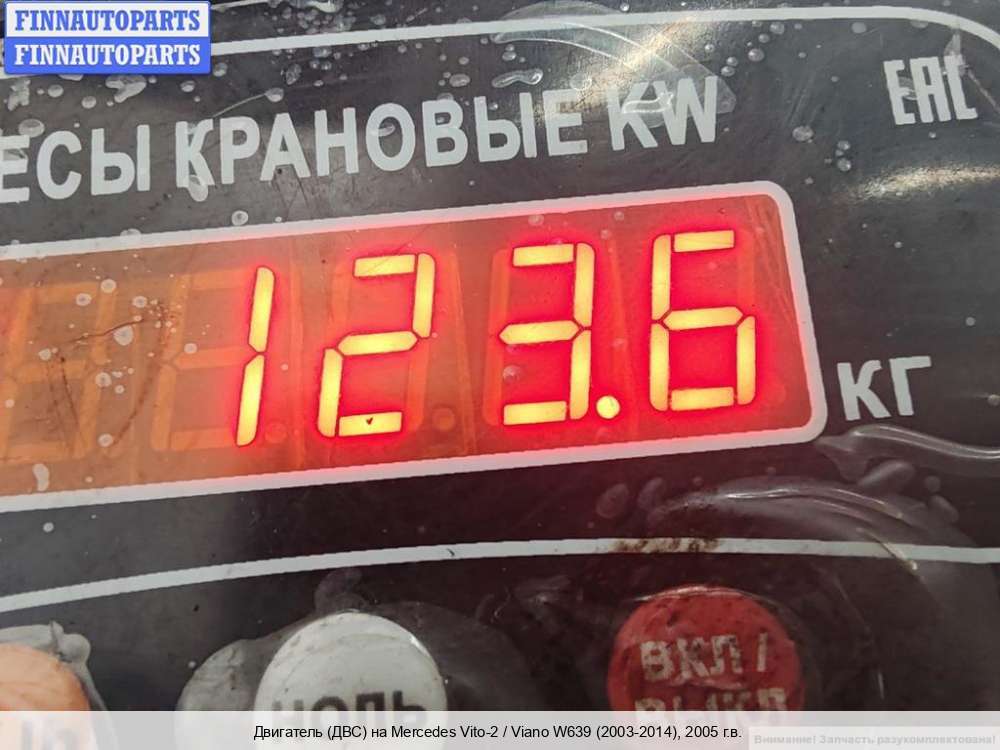 FINNAUTOPARTS
FINNAUTOPARTS
ЕСЫ КРАНОВЫЕ KW
EAC
123.6
КГ
НОЛЬ
ВКЛ /
ВЫКЛ
Двигатель (ДВС) на Mercedes Vito-2 / Viano W639 (2003-2014), 2005 г.в.
Внимание! Запчасть разукомплектована!